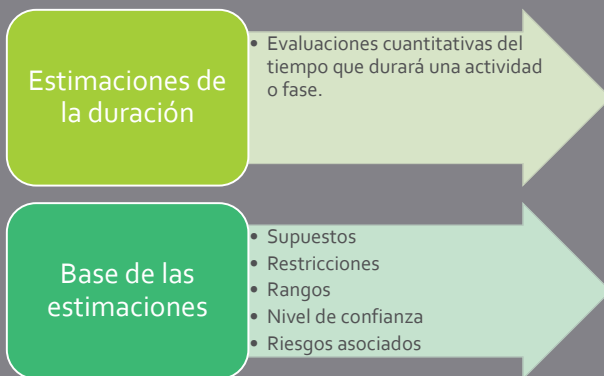 Estimaciones de
la duración
• Evaluaciones cuantitativas del
tiempo que durará una actividad
o fase.
Base de las
estimaciones
• Supuestos
• Restricciones
• Rangos
• Nivel de confianza
• Riesgos asociados